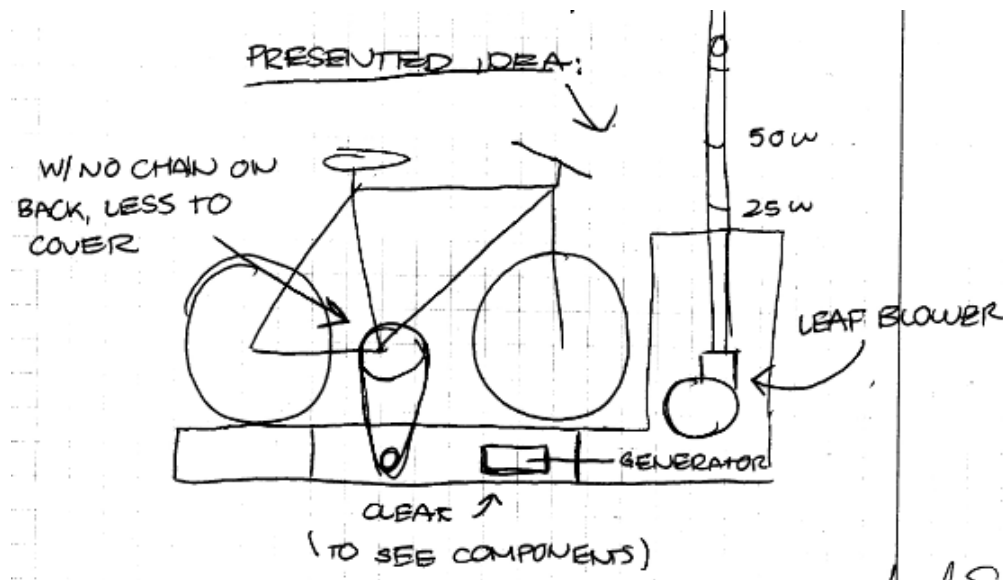 PRESENTED IDEA:
W/NO CHAIN ON
BACK, LESS TO
COVER
50W
25W
LEAF BLOWER
GENERATOR
CLEAR
(TO SEE COMPONENTS)